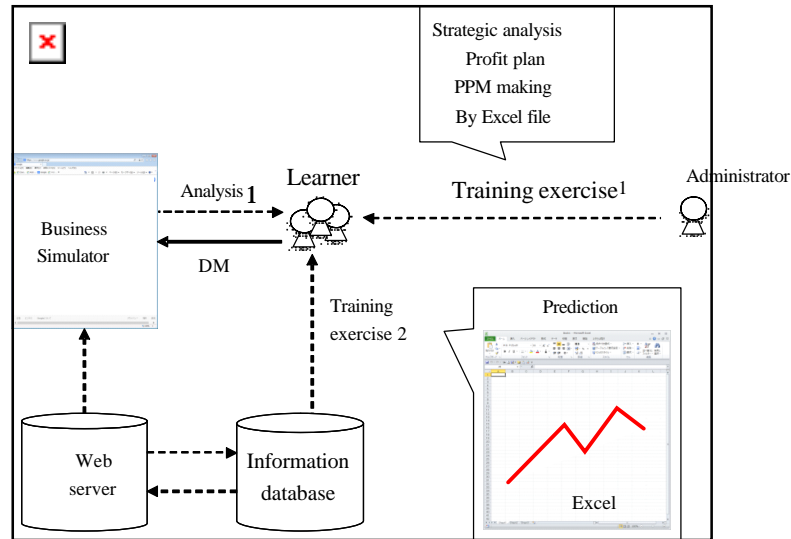 Strategic analysis
Profit plan
PPM making
By Excel file
Learner
Administrator
Analysis 1
Training exercise1
Business
Simulator
DM
Training
exercise 2
Prediction
Web
server
Information
database
Excel